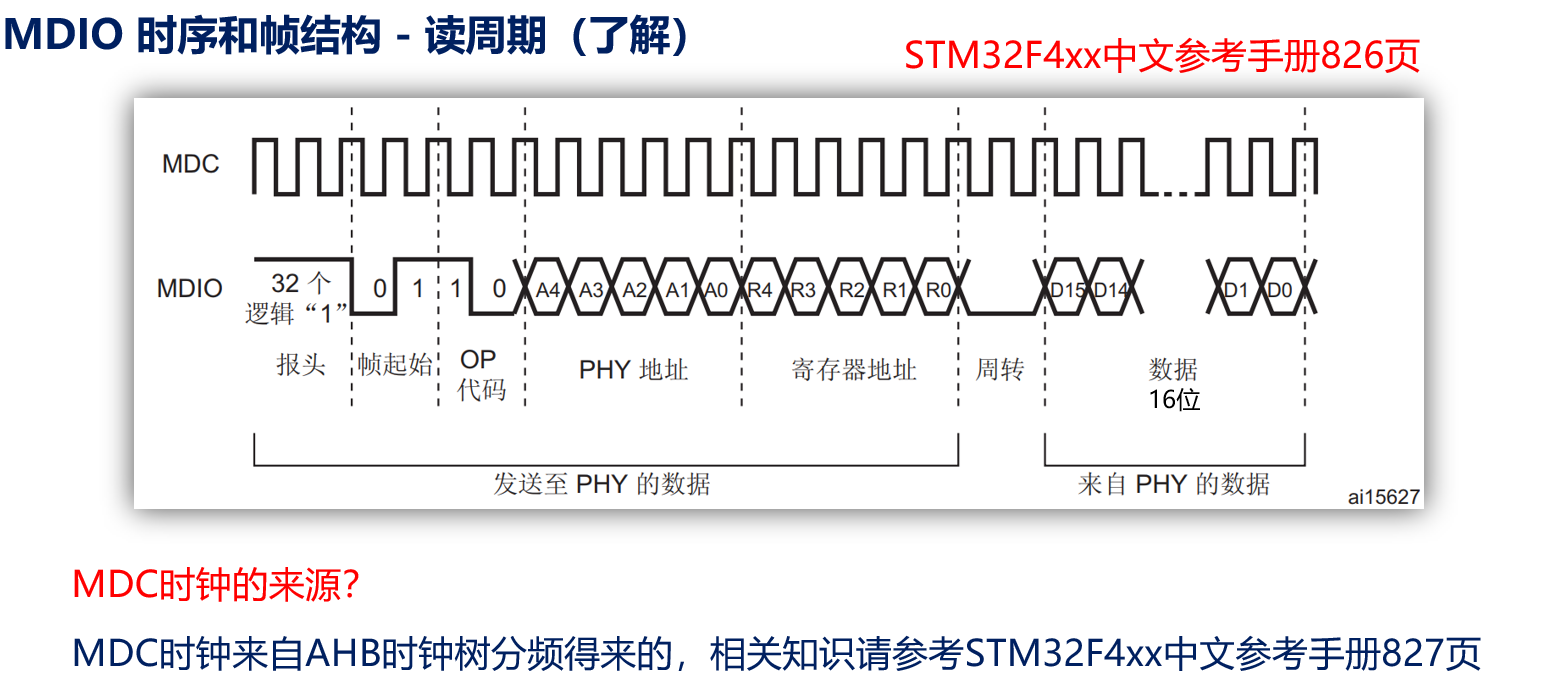 MDIO 时序和帧结构 - 读周期（了解）
STM32F4xx中文参考手册826页
MDC
MDIO
32 个
逻辑 “1”
0 1 1 0 A4 A3 A2 A1 A0 R4 R3 R2 R1 R0 D15 D14 D1 D0
报头 帧起始 OP
代码
PHY 地址 寄存器地址 周转 数据
16位
发送至 PHY 的数据 来自 PHY 的数据
ai15627
MDC时钟的来源？
MDC时钟来自AHB时钟树分频得来的，相关知识请参考STM32F4xx中文参考手册827页